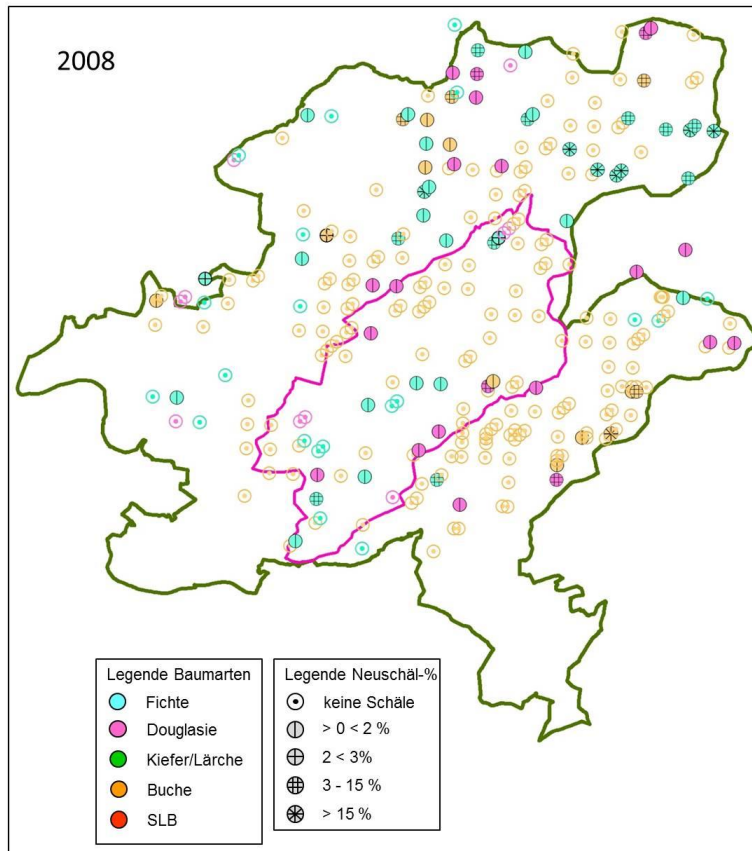 2008
Legende Baumarten
Fichte
Douglasie
Kiefer/Lärche
Buche
SLB
Legende Neuschäl-%
keine Schäle
> 0 < 2 %
2 < 3%
3 - 15 %
> 15 %